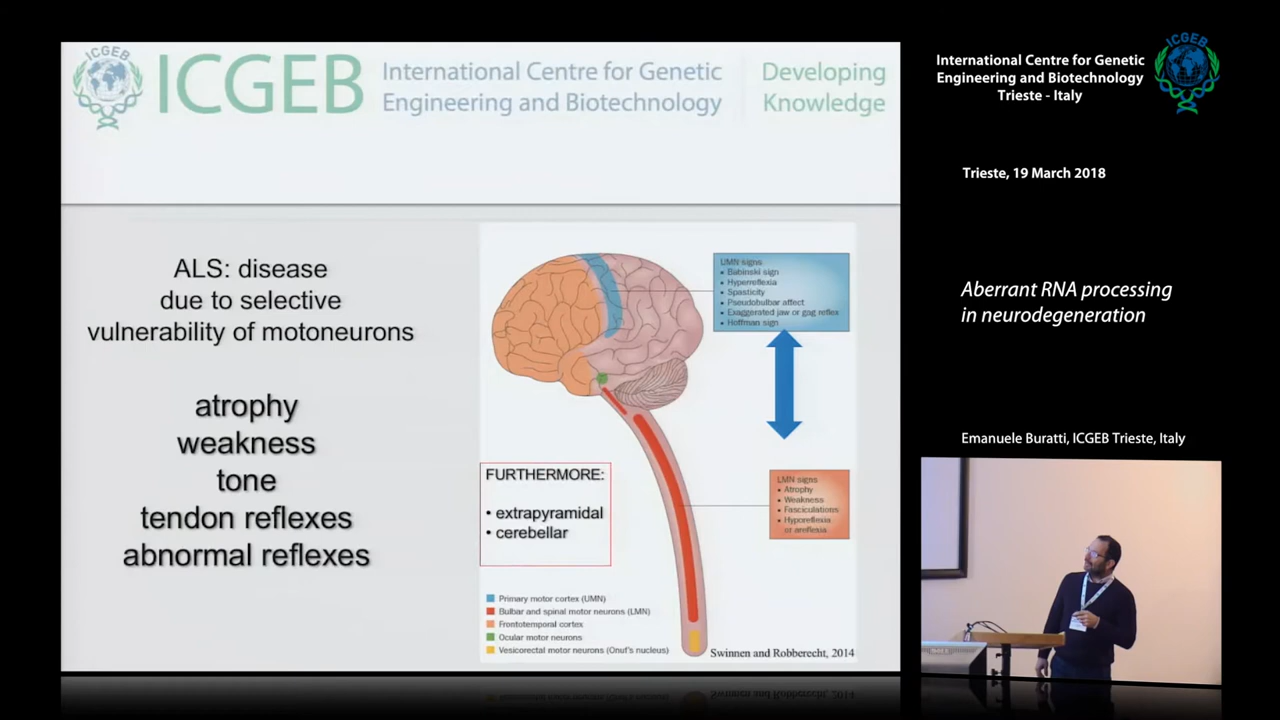 ICGEB
ICGEB
International Centre for Genetic
Engineering and Biotechnology
Developing
Knowledge
ALS: disease
due to selective
vulnerability of motoneurons
atrophy
weakness
tone
tendon reflexes
abnormal reflexes
UMN signs
• Babinski sign
• Hyperreflexia
• Spasticity
• Pseudobulbar affect
• Exaggerated jaw or gag reflex
• Hoffman sign
FURTHERMORE:
• extrapyramidal
• cerebellar
LMN signs
• Atrophy
• Weakness
• Fasciculations
• Hyporeflexia
or areflexia
Primary motor cortex (UMN)
Bulbar and spinal motor neurons (LMN)
Frontotemporal cortex
Ocular motor neurons
Vesicorectal motor neurons (Onuf's nucleus)
Swinnen and Robberecht, 2014
International Centre for Genetic
Engineering and Biotechnology
Trieste - Italy
ICGEB
Trieste, 19 March 2018
Aberrant RNA processing
in neurodegeneration
Emanuele Buratti, ICGEB Trieste, Italy